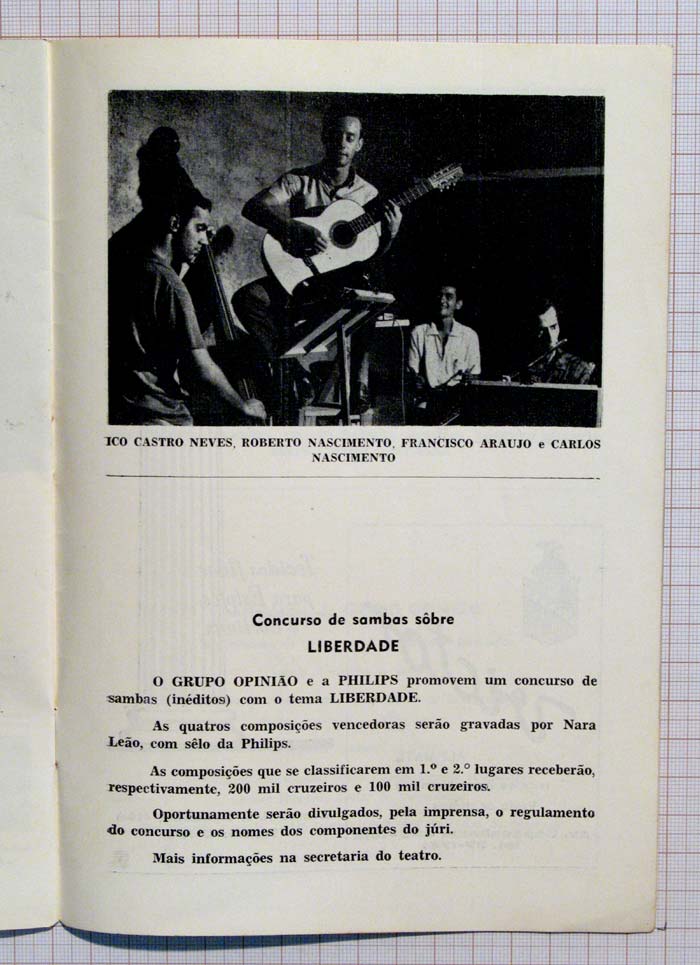 ICO CASTRO NEVES, ROBERTO NASCIMENTO, FRANCISCO ARAUJO e CARLOS
NASCIMENTO
Concurso de sambas sôbre
LIBERDADE
O GRUPO OPINIÃO e a PHILIPS promovem um concurso de
sambas (inéditos) com o tema LIBERDADE.
As quatros composições vencedoras serão gravadas por Nara
Leão, com sêlo da Philips.
As composições que se classificarem em 1.º e 2.º lugares receberão,
respectivamente, 200 mil cruzeiros e 100 mil cruzeiros.
Oportunamente serão divulgados, pela imprensa, o regulamento
do concurso e os nomes dos componentes do júri.
Mais informações na secretaria do teatro.